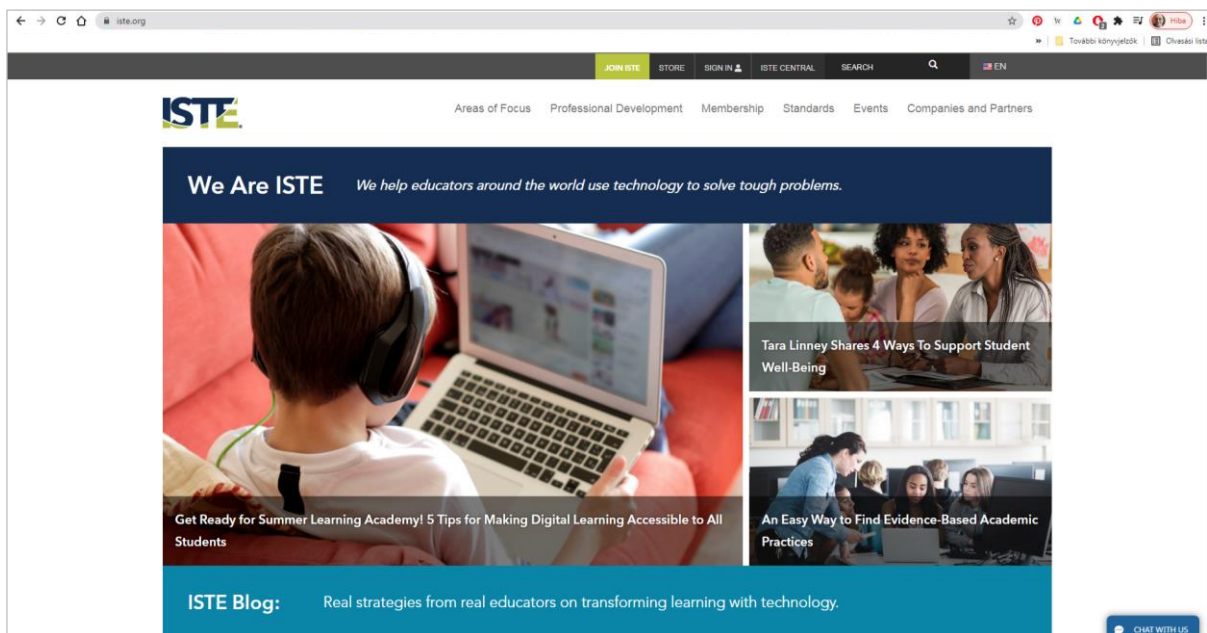 iste.org
Hiba
További könyvjelzők
Olvasási lista
JOIN ISTE STORE SIGN IN ISTE CENTRAL SEARCH EN
ISTE
Areas of Focus Professional Development Membership Standards Events Companies and Partners
We Are ISTE We help educators around the world use technology to solve tough problems.
Tara Linney Shares 4 Ways To Support Student
Well-Being
Get Ready for Summer Learning Academy! 5 Tips for Making Digital Learning Accessible to All
Students
An Easy Way to Find Evidence-Based Academic
Practices
ISTE Blog: Real strategies from real educators on transforming learning with technology.
CHAT WITH US